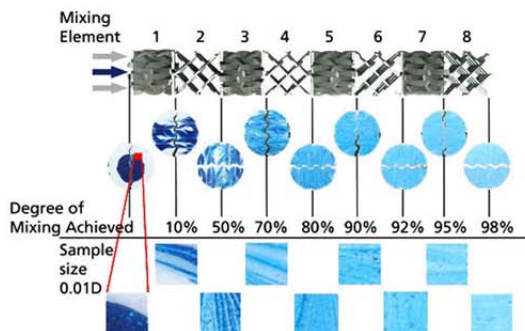 Mixing
Element 1 2 3 4 5 6 7 8
Degree of
Mixing Achieved 10% 50% 70% 80% 90% 92% 95% 98%
Sample
size
0.01D